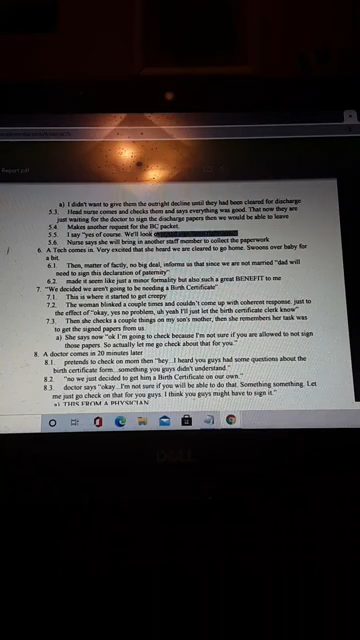 Report.pdf
a) I didn't want to give them the outright decline until they had been cleared for discharge
5.3. Head nurse comes and checks them and says everything was good. That now they are
just waiting for the doctor to sign the discharge papers then we would be able to leave
5.4. Makes another request for the BC packet.
5.5. I say "yes of course. We'll look
5.6. Nurse says she will bring in another staff member to collect the paperwork
6. A Tech comes in. Very excited that she heard we are cleared to go home. Swoons over baby for
a bit.
6.1. Then, matter of factly, no big deal, informs us that since we are not married "dad will
need to sign this declaration of paternity"
6.2. made it seem like just a minor formality but also such a great BENEFIT to me
7. "We decided we aren't going to be needing a Birth Certificate"
7.1. This is where it started to get creepy
7.2. The woman blinked a couple times and couldn't come up with coherent response. just to
the effect of "okay, yes no problem, uh yeah I'll just let the birth certificate clerk know"
7.3. Then she checks a couple things on my son's mother, then she remembers her task was
to get the signed papers from us
a) She says now "ok I'm going to check because I'm not sure if you are allowed to not sign
those papers. So actually let me go check about that for you."
8. A doctor comes in 20 minutes later
8.1. pretends to check on mom then "hey...I heard you guys had some questions about the
birth certificate form...something you guys didn't understand."
8.2. "no we just decided to get him a Birth Certificate on our own."
8.3. doctor says "okay...I'm not sure if you will be able to do that. Something something. Let
me just go check on that for you guys. I think you guys might have to sign it."
a) THIS FROM A PHYSICIAN
DELL